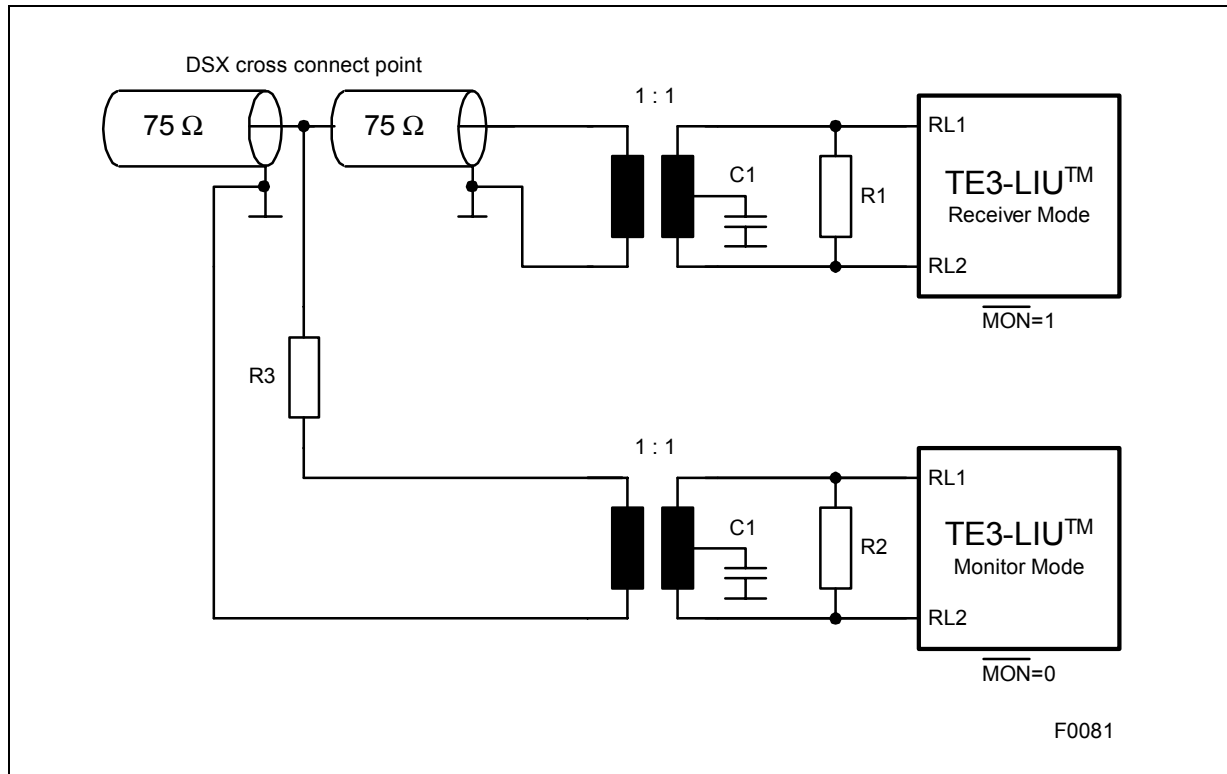 DSX cross connect point
75 Ω
75 Ω
1 : 1
C1
R1
RL1
RL2
TE3-LIU™
Receiver Mode
MON=1
R3
1 : 1
C1
R2
RL1
RL2
TE3-LIU™
Monitor Mode
MON=0
F0081